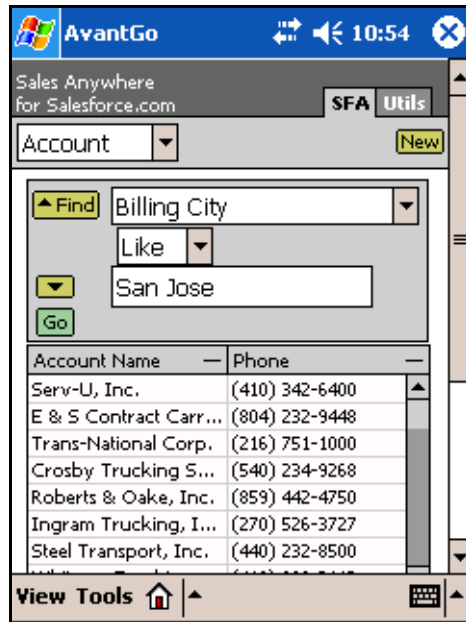 AvantGo 10:54
Sales Anywhere
for Salesforce.com
SFA Utils
Account New
Find Billing City
Like
San Jose
Go
Account Name Phone
Serv-U, Inc. (410) 342-6400
E & S Contract Carr... (804) 232-9448
Trans-National Corp. (216) 751-1000
Crosby Trucking S... (540) 234-9268
Roberts & Oake, Inc. (859) 442-4750
Ingram Trucking, I... (270) 526-3727
Steel Transport, Inc. (440) 232-8500
View Tools